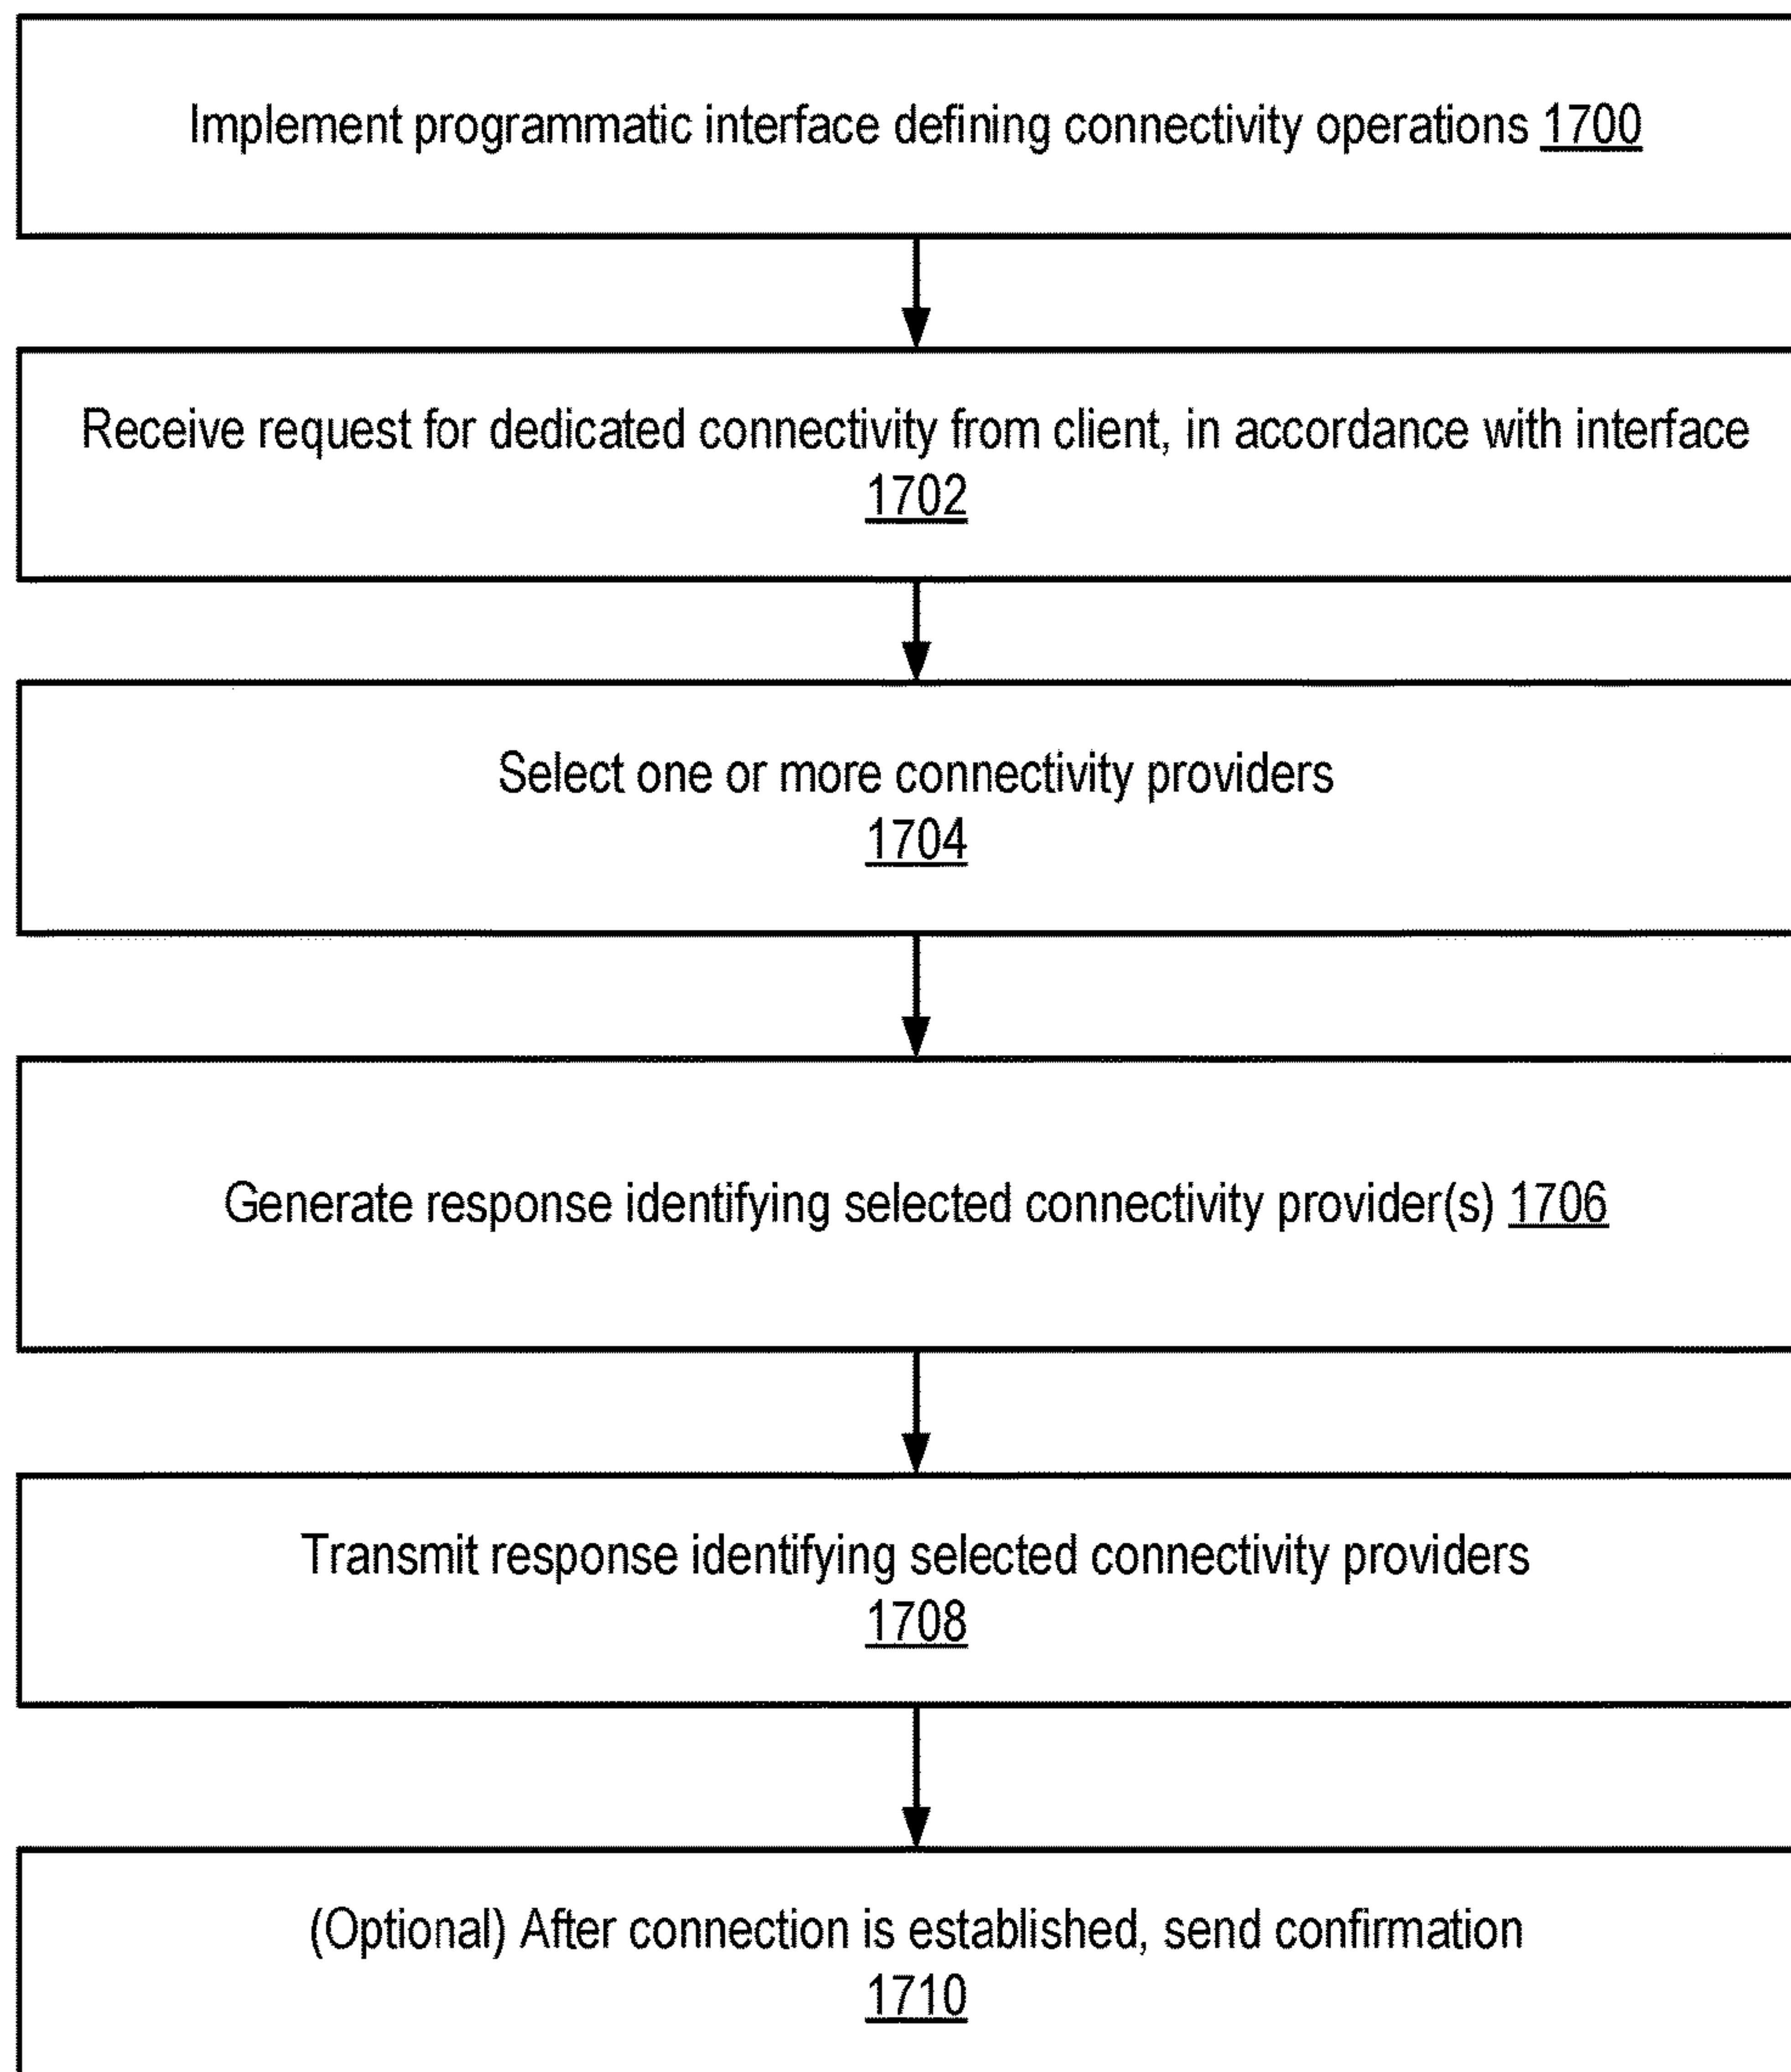 Implement programmatic interface defining connectivity operations 1700
Receive request for dedicated connectivity from client, in accordance with interface
1702
Select one or more connectivity providers
1704
Generate response identifying selected connectivity provider(s) 1706
Transmit response identifying selected connectivity providers
1708
(Optional) After connection is established, send confirmation
1710